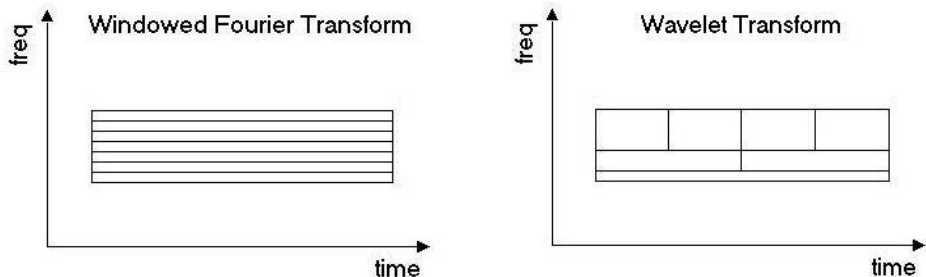 Windowed Fourier Transform
freq
time
Wavelet Transform
freq
time